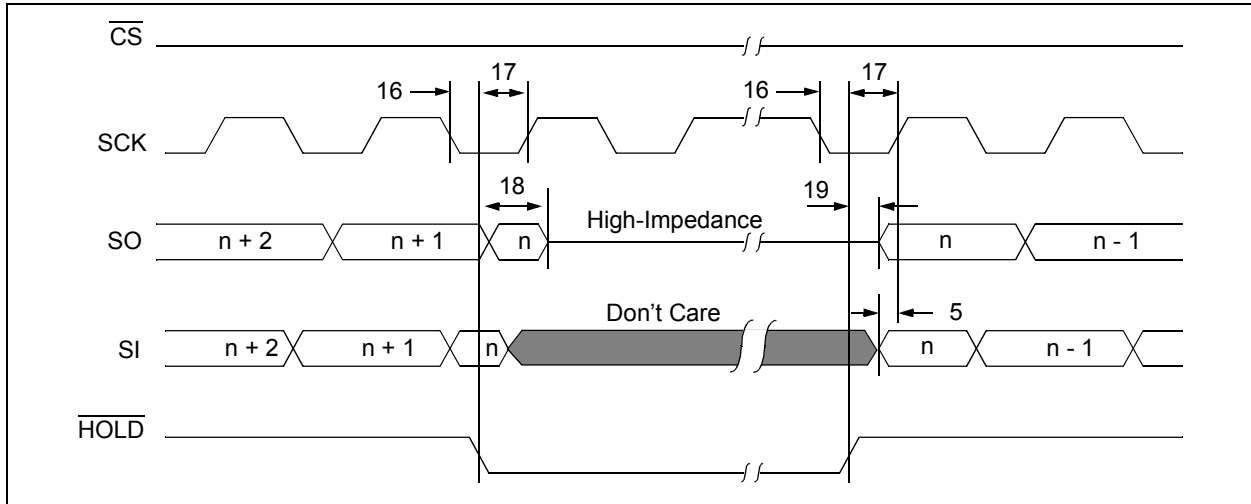 CS
17
17
16
16
SCK
18
19
High-Impedance
SO
n + 2
n + 1
n
n
n - 1
Don't Care
5
SI
n + 2
n + 1
n
n
n - 1
HOLD